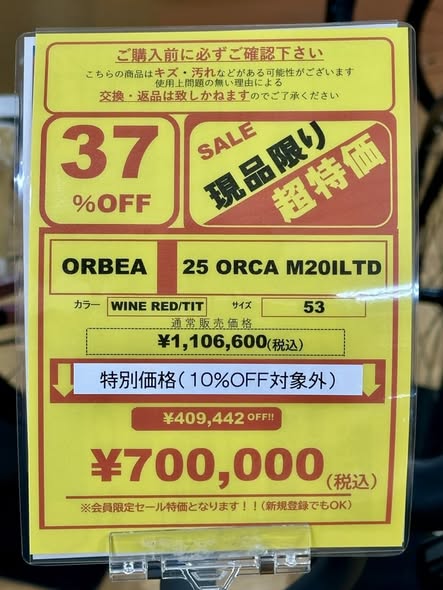 ご購入前に必ずご確認下さい
こちらの商品はキズ・汚れなどがある可能性がございます
使用上問題の無い理由による
交換・返品は致しかねますのでご了承ください
37
%OFF
SALE
現品限り
超特価
ORBEA
25 ORCA M20ILTD
カラー WINE RED/TIT サイズ 53
通常販売価格
¥1,106,600(税込)
特別価格(10%OFF対象外)
¥409,442 OFF!!
¥700,000(税込)
※会員限定セール特価となります!!(新規登録でもOK)